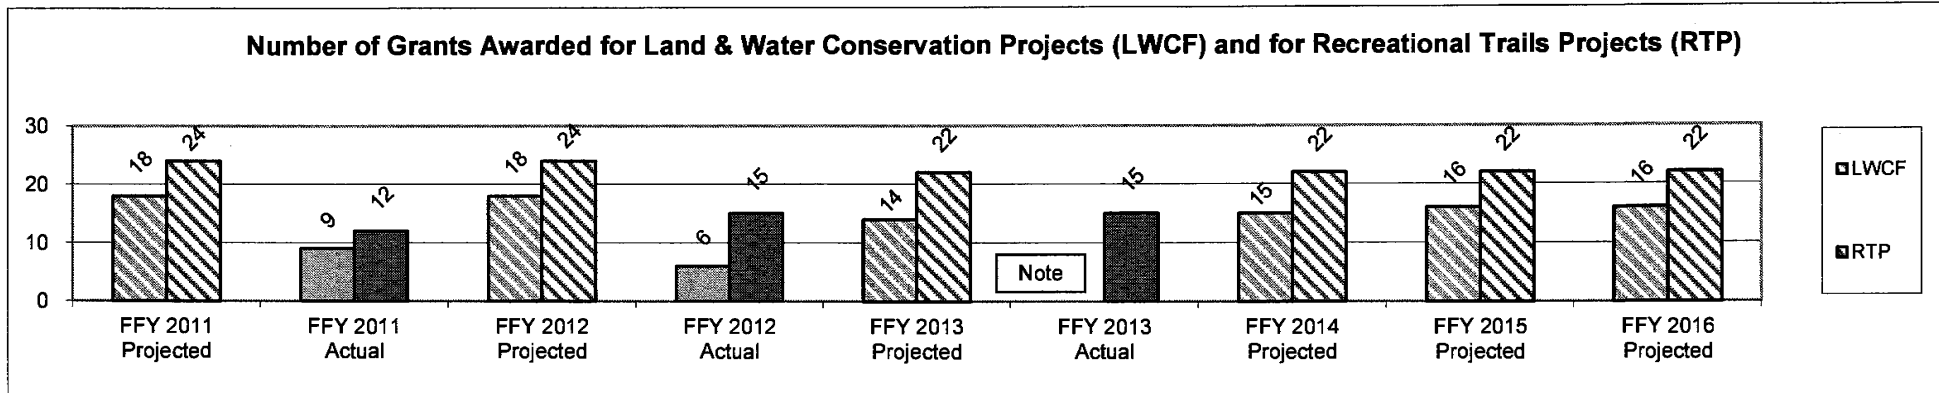 Number of Grants Awarded for Land & Water Conservation Projects (LWCF) and for Recreational Trails Projects (RTP)
30
20
10
0
18
24
9
12
18
24
6
15
14
22
Note
15
15
22
16
22
16
22
FFY 2011
Projected
FFY 2011
Actual
FFY 2012
Projected
FFY 2012
Actual
FFY 2013
Projected
FFY 2013
Actual
FFY 2014
Projected
FFY 2015
Projected
FFY 2016
Projected
LWCF
RTP